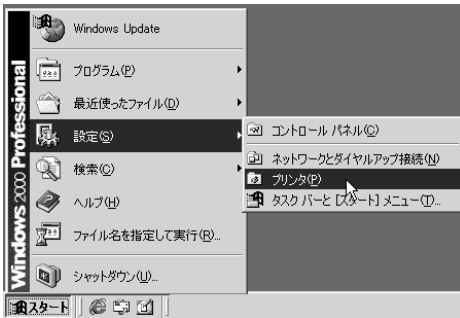 Windows Update
プログラム(P)
最近使ったファイル(D)
設定(S)
検索(C)
ヘルプ(H)
ファイル名を指定して実行(R)...
シャットダウン(U)...
Windows 2000 Professional
コントロール パネル(C)
ネットワークとダイヤルアップ接続(N)
プリンタ(P)
タスク バーと [スタート] メニュー(T)...
スタート